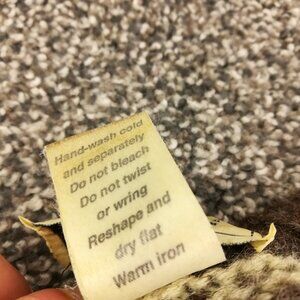 Hand-wash cold
and separately
Do not bleach
Do not twist
or wring
Reshape and
dry flat
Warm iron